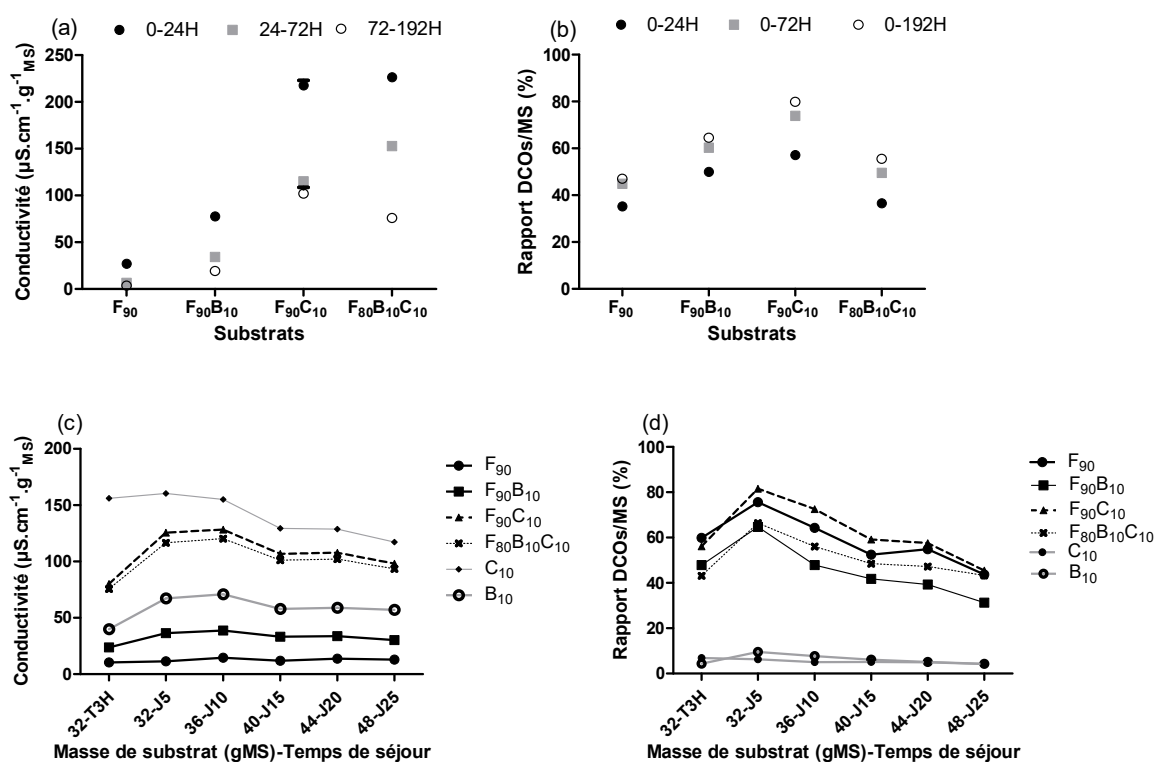 (a)
0-24H 24-72H 72-192H
Conductivité (µS.cm⁻¹·g⁻¹MS)
250
200
150
100
50
0
F₉₀ F₉₀B₁₀ F₉₀C₁₀ F₈₀B₁₀C₁₀
Substrats
(b)
0-24H 0-72H 0-192H
Rapport DCOs/MS (%)
100
80
60
40
20
0
F₉₀ F₉₀B₁₀ F₉₀C₁₀ F₈₀B₁₀C₁₀
Substrats
(c)
Conductivité (µS.cm⁻¹·g⁻¹MS)
200
150
100
50
0
32-T3H 32-J5 36-J10 40-J15 44-J20 48-J25
Masse de substrat (gMS)-Temps de séjour
F₉₀
F₉₀B₁₀
F₉₀C₁₀
F₈₀B₁₀C₁₀
C₁₀
B₁₀
(d)
Rapport DCOs/MS (%)
100
80
60
40
20
0
32-T3H 32-J5 36-J10 40-J15 44-J20 48-J25
Masse de substrat (gMS)-Temps de séjour
F₉₀
F₉₀B₁₀
F₉₀C₁₀
F₈₀B₁₀C₁₀
C₁₀
B₁₀